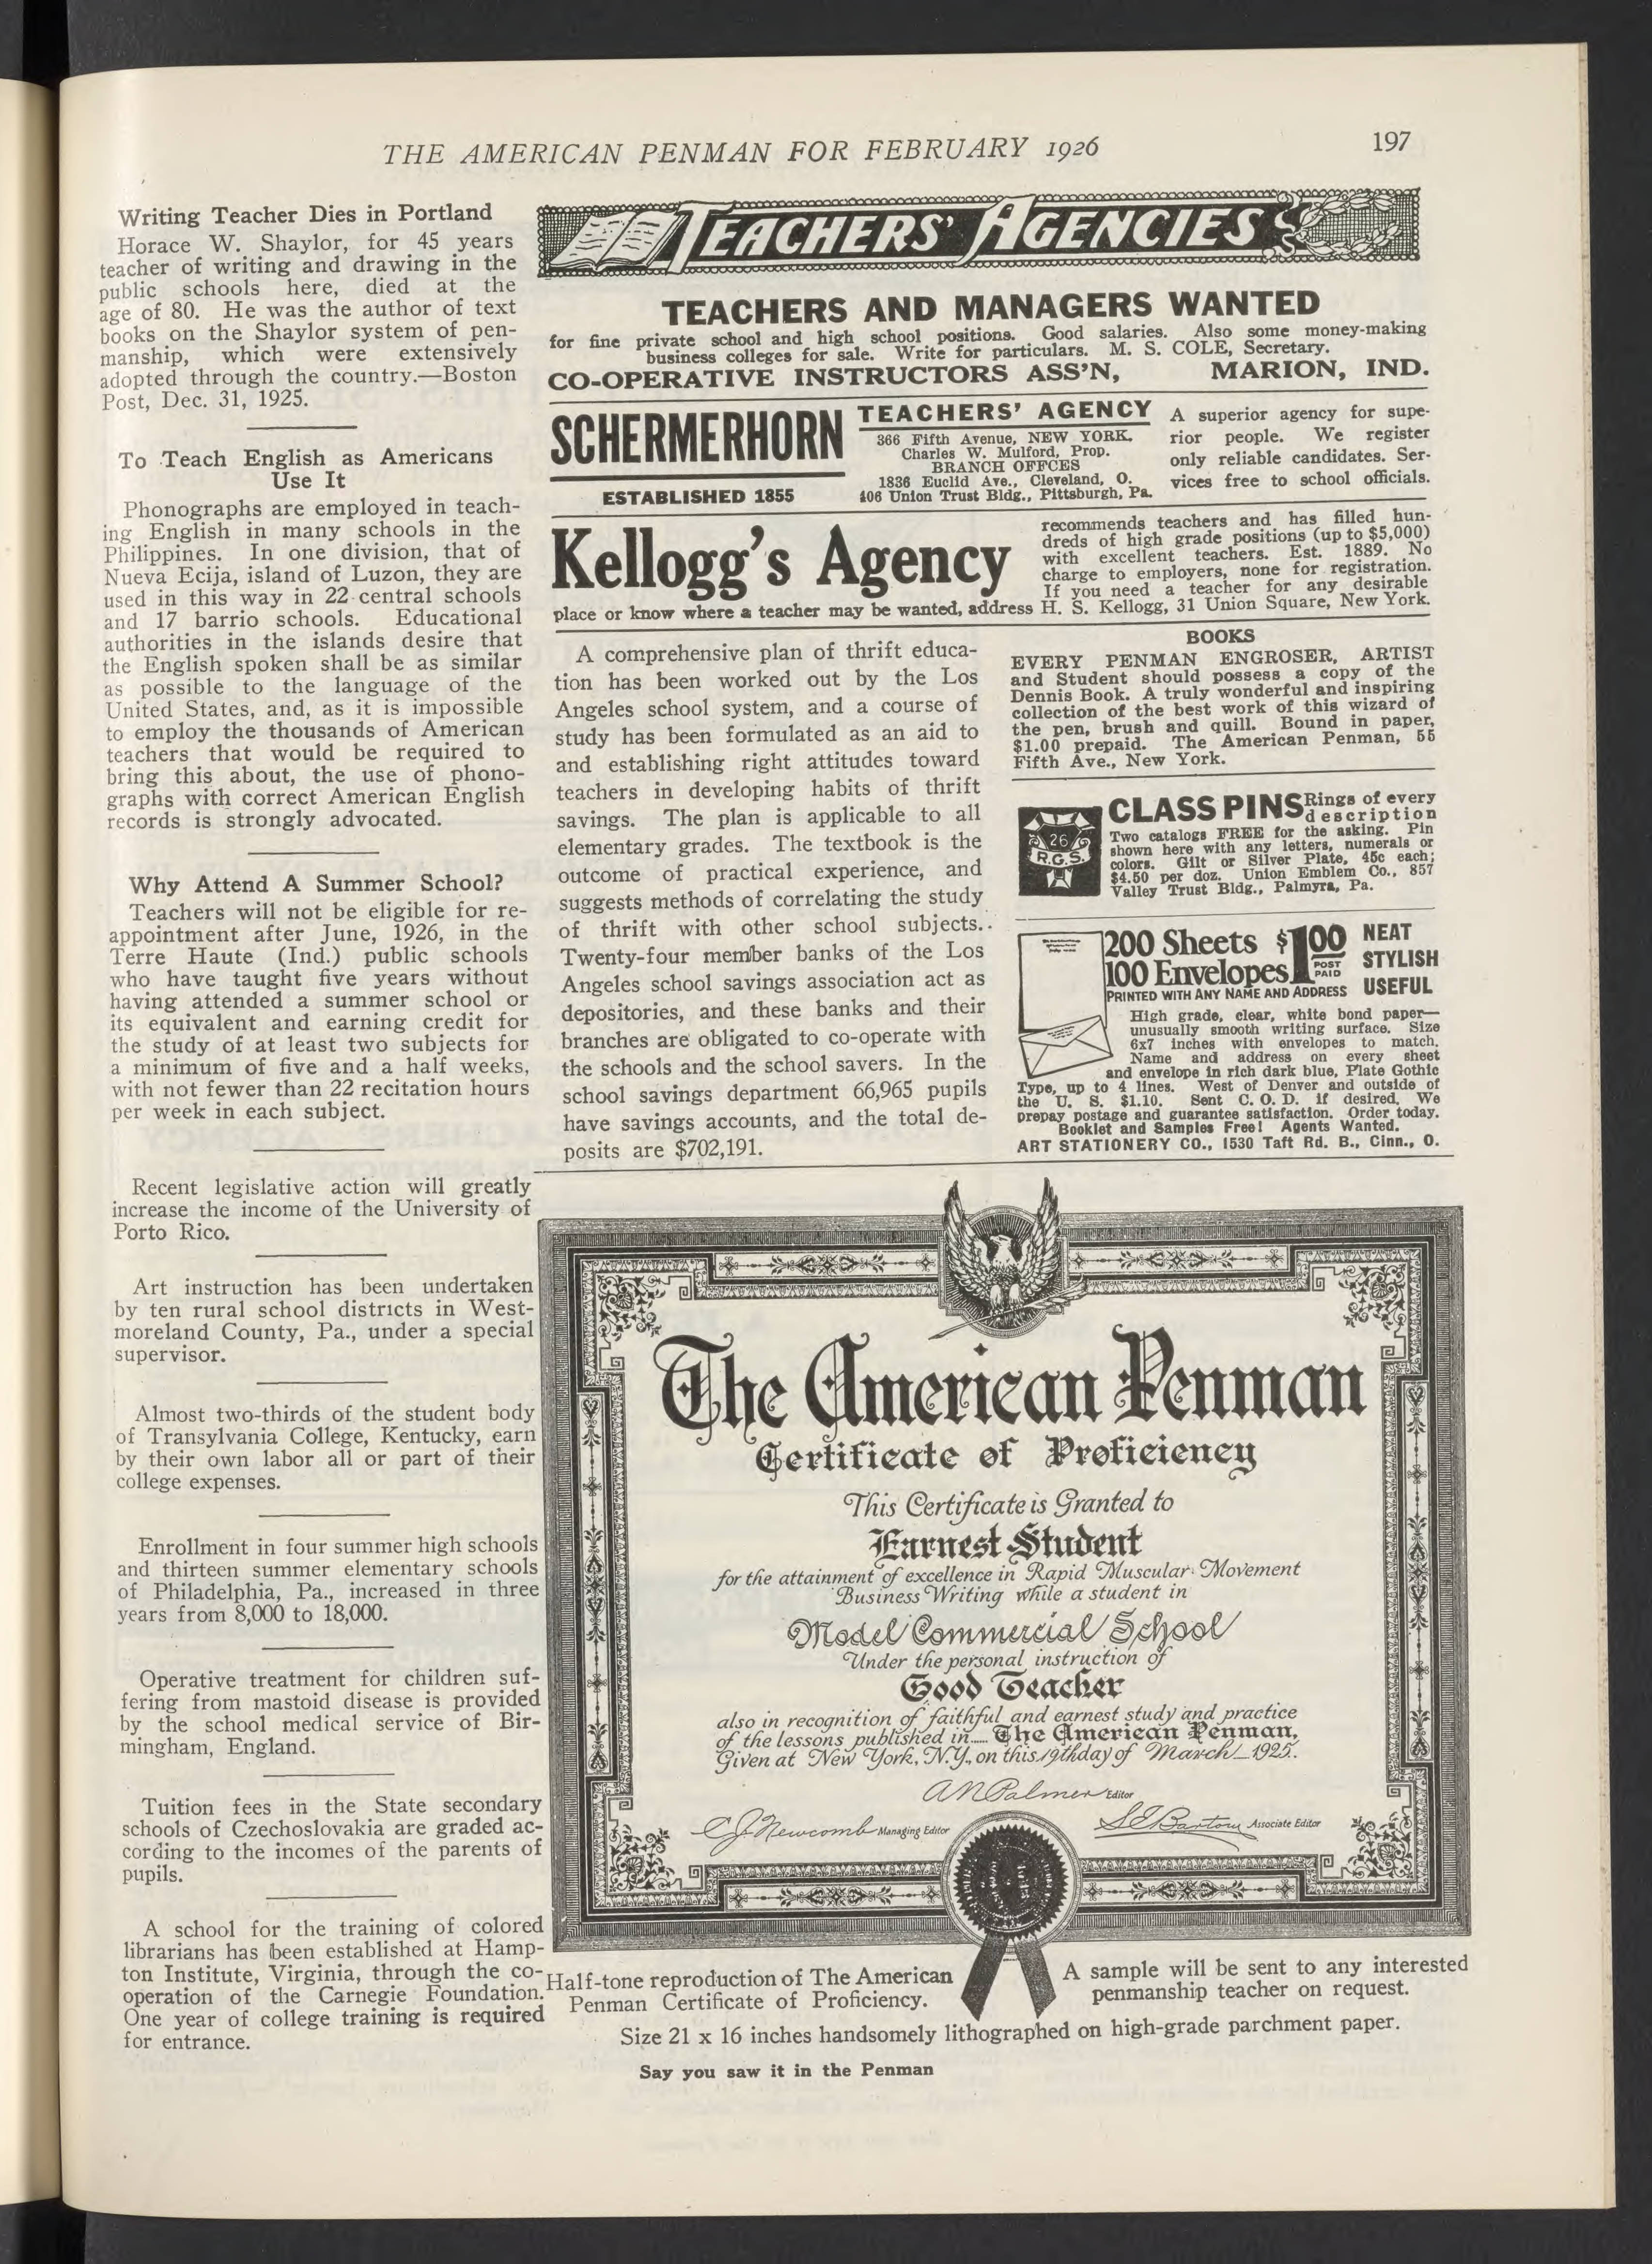 THE AMERICAN PENMAN FOR FEBRUARY 1926
197
Writing Teacher Dies in Portland
Horace W. Shaylor, for 45 years
teacher of writing and drawing in the
public schools here, died at the
age of 80. He was the author of text
books on the Shaylor system of pen-
manship, which were extensively
adopted through the country.—Boston
Post, Dec. 31, 1925.
To Teach English as Americans
Use It
Phonographs are employed in teach-
ing English in many schools in the
Philippines. In one division, that of
Nueva Ecija, island of Luzon, they are
used in this way in 22 central schools
and 17 barrio schools. Educational
authorities in the islands desire that
the English spoken shall be as similar
as possible to the language of the
United States, and, as it is impossible
to employ the thousands of American
teachers that would be required to
bring this about, the use of phono-
graphs with correct American English
records is strongly advocated.
Why Attend A Summer School?
Teachers will not be eligible for re-
appointment after June, 1926, in the
Terre Haute (Ind.) public schools
who have taught five years without
having attended a summer school or
its equivalent and earning credit for
the study of at least two subjects for
a minimum of five and a half weeks,
with not fewer than 22 recitation hours
per week in each subject.
Recent legislative action will greatly
increase the income of the University of
Porto Rico.
Art instruction has been undertaken
by ten rural school districts in West-
moreland County, Pa., under a special
supervisor.
Almost two-thirds of the student body
of Transylvania College, Kentucky, earn
by their own labor all or part of their
college expenses.
Enrollment in four summer high schools
and thirteen summer elementary schools
of Philadelphia, Pa., increased in three
years from 8,000 to 18,000.
Operative treatment for children suf-
fering from mastoid disease is provided
by the school medical service of Bir-
mingham, England.
Tuition fees in the State secondary
schools of Czechoslovakia are graded ac-
cording to the incomes of the parents of
pupils.
A school for the training of colored
librarians has been established at Hamp-
ton Institute, Virginia, through the co-
operation of the Carnegie Foundation.
One year of college training is required
for entrance.
TEACHERS' AGENCIES
TEACHERS AND MANAGERS WANTED
for fine private school and high school positions. Good salaries. Also some money-making
business colleges for sale. Write for particulars. M. S. COLE, Secretary.
CO-OPERATIVE INSTRUCTORS ASS'N, MARION, IND.
SCHERMERHORN
ESTABLISHED 1855
TEACHERS' AGENCY
366 Fifth Avenue, NEW YORK.
Charles W. Mulford, Prop.
BRANCH OFFCES
1836 Euclid Ave., Cleveland, O.
406 Union Trust Bldg., Pittsburgh, Pa.
A superior agency for supe-
rior people. We register
only reliable candidates. Ser-
vices free to school officials.
Kellogg's Agency
recommends teachers and has filled hun-
dreds of high grade positions (up to $5,000)
with excellent teachers. Est. 1889. No
charge to employers, none for registration.
If you need a teacher for any desirable
place or know where a teacher may be wanted, address H. S. Kellogg, 31 Union Square, New York.
A comprehensive plan of thrift educa-
tion has been worked out by the Los
Angeles school system, and a course of
study has been formulated as an aid to
and establishing right attitudes toward
teachers in developing habits of thrift
savings. The plan is applicable to all
elementary grades. The textbook is the
outcome of practical experience, and
suggests methods of correlating the study
of thrift with other school subjects..
Twenty-four member banks of the Los
Angeles school savings association act as
depositories, and these banks and their
branches are obligated to co-operate with
the schools and the school savers. In the
school savings department 66,965 pupils
have savings accounts, and the total de-
posits are $702,191.
BOOKS
EVERY PENMAN ENGROSER, ARTIST
and Student should possess a copy of the
Dennis Book. A truly wonderful and inspiring
collection of the best work of this wizard of
the pen, brush and quill. Bound in paper,
$1.00 prepaid. The American Penman, 55
Fifth Ave., New York.
26
R.G.S.
CLASS PINS Rings of every
description
Two catalogs FREE for the asking. Pin
shown here with any letters, numerals or
colors. Gilt or Silver Plate, 45c each;
$4.50 per doz. Union Emblem Co., 857
Valley Trust Bldg., Palmyra, Pa.
200 Sheets $1.00 NEAT
100 Envelopes POST PAID STYLISH
PRINTED WITH ANY NAME AND ADDRESS USEFUL
High grade, clear, white bond paper—
unusually smooth writing surface. Size
6x7 inches with envelopes to match.
Name and address on every sheet
and envelope in rich dark blue, Plate Gothic
Type, up to 4 lines. West of Denver and outside of
the U. S. $1.10. Sent C. O. D. if desired. We
prepay postage and guarantee satisfaction. Order today.
Booklet and Samples Free! Agents Wanted.
ART STATIONERY CO., 1530 Taft Rd. B., Cinn., O.
The American Penman
Certificate of Proficiency
This Certificate is Granted to
Earnest Student
for the attainment of excellence in Rapid Muscular Movement
Business Writing while a student in
Model Commercial School
Under the personal instruction of
Good Teacher
also in recognition of faithful and earnest study and practice
of the lessons published in..... The American Penman.
Given at New York, N.Y., on this 19th day of March 1925.
A N Palmer Editor
C J Newcomb Managing Editor
S E Bartow Associate Editor
Half-tone reproduction of The American
Penman Certificate of Proficiency.
A sample will be sent to any interested
penmanship teacher on request.
Size 21 x 16 inches handsomely lithographed on high-grade parchment paper.
Say you saw it in the Penman